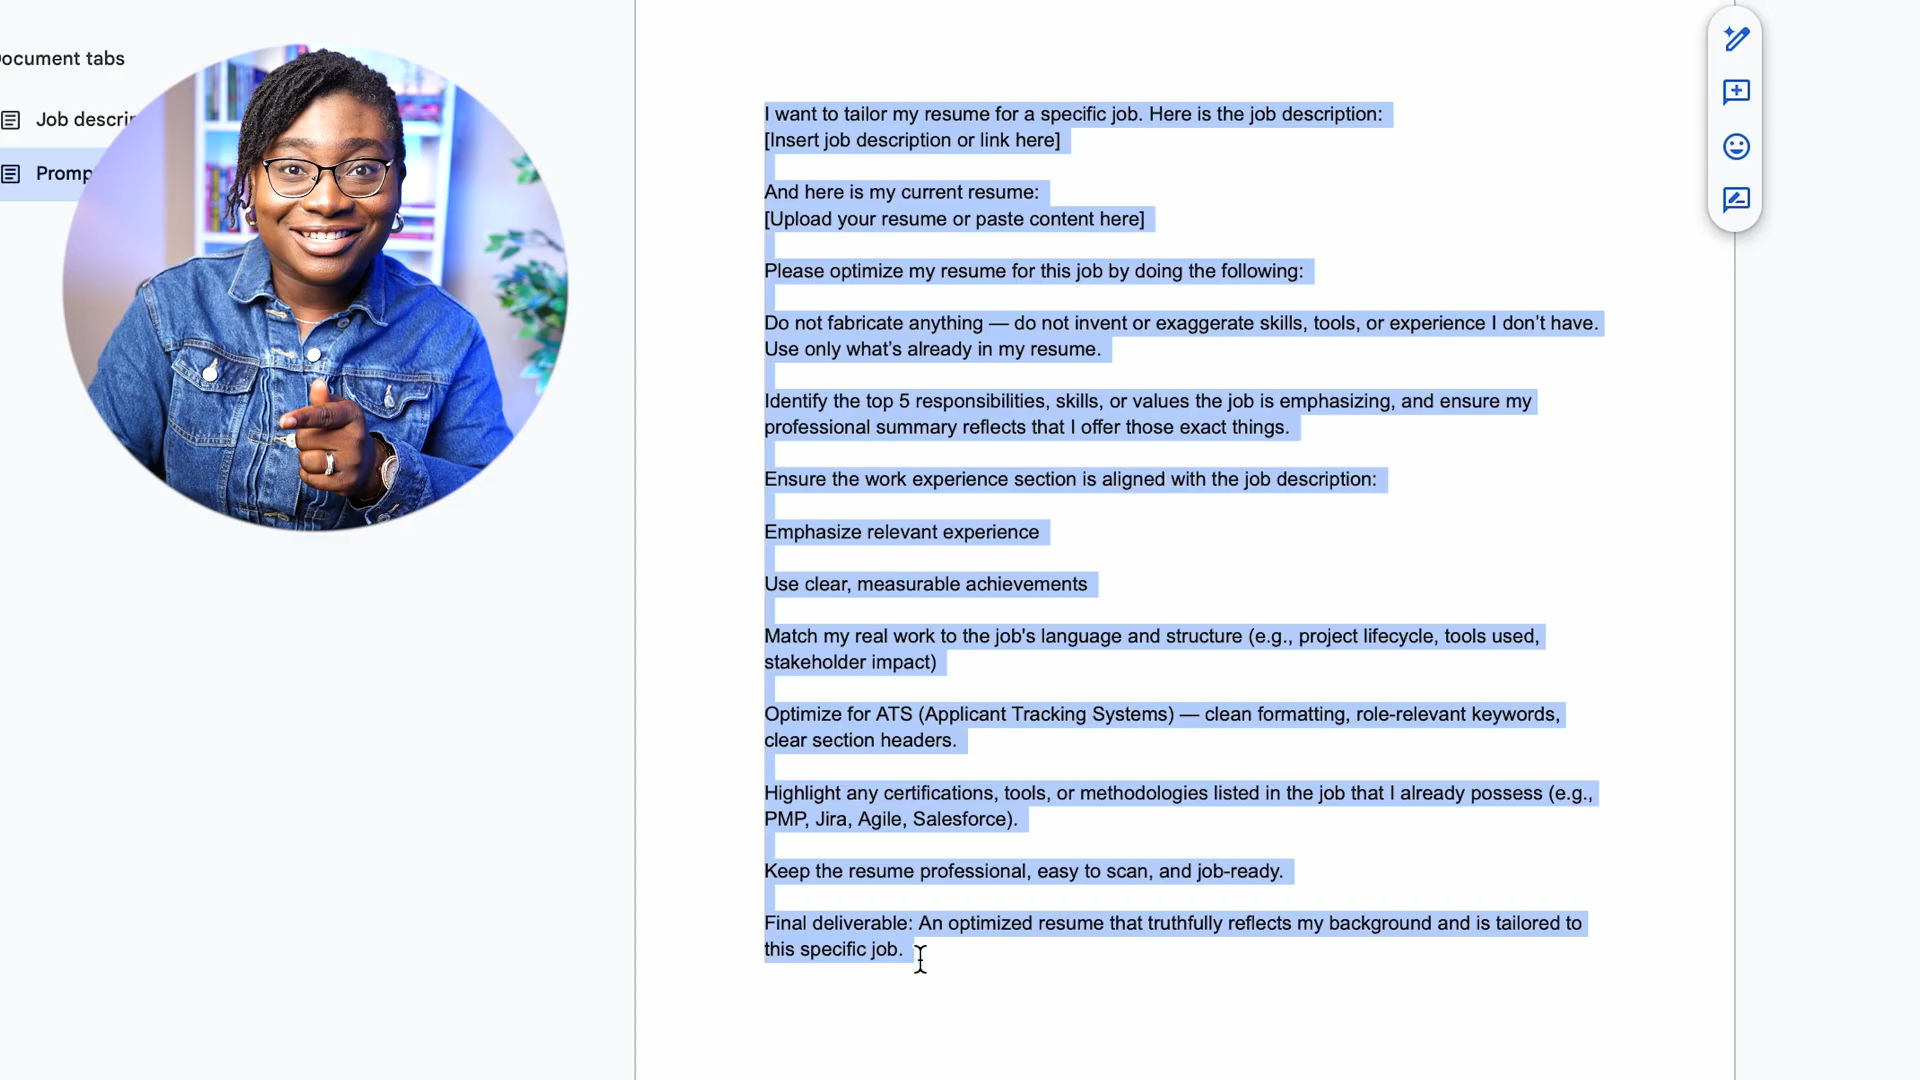 Document tabs
Job descrip
Promp
I want to tailor my resume for a specific job. Here is the job description:
[Insert job description or link here]
And here is my current resume:
[Upload your resume or paste content here]
Please optimize my resume for this job by doing the following:
Do not fabricate anything — do not invent or exaggerate skills, tools, or experience I don’t have.
Use only what’s already in my resume.
Identify the top 5 responsibilities, skills, or values the job is emphasizing, and ensure my
professional summary reflects that I offer those exact things.
Ensure the work experience section is aligned with the job description:
Emphasize relevant experience
Use clear, measurable achievements
Match my real work to the job's language and structure (e.g., project lifecycle, tools used,
stakeholder impact)
Optimize for ATS (Applicant Tracking Systems) — clean formatting, role-relevant keywords,
clear section headers.
Highlight any certifications, tools, or methodologies listed in the job that I already possess (e.g.,
PMP, Jira, Agile, Salesforce).
Keep the resume professional, easy to scan, and job-ready.
Final deliverable: An optimized resume that truthfully reflects my background and is tailored to
this specific job.